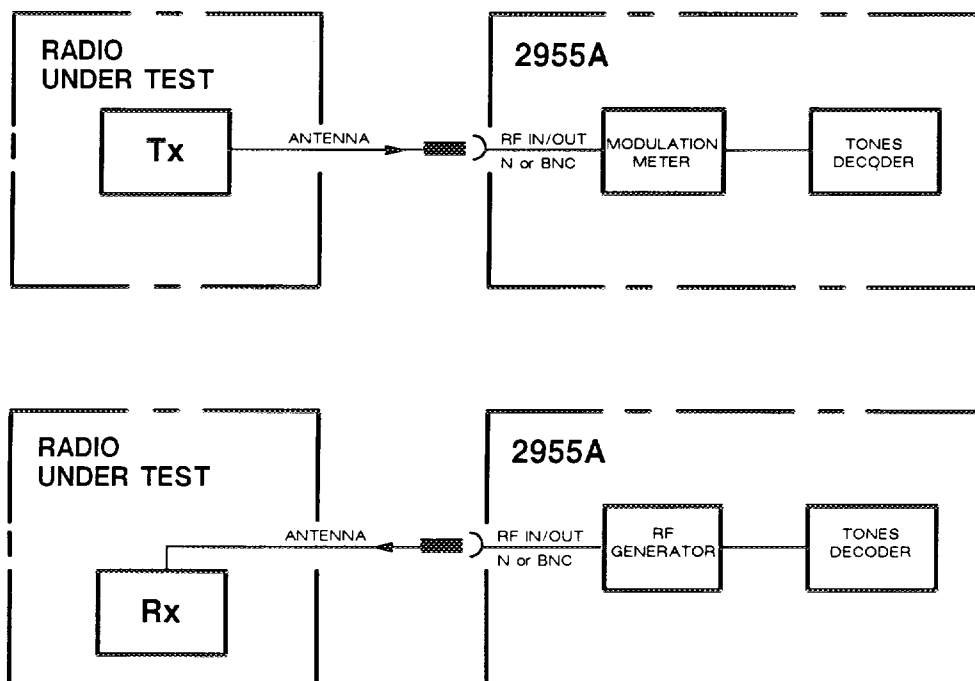 RADIO
UNDER TEST
2955A
Tx
ANTENNA
RF IN/OUT
N or BNC
MODULATION
METER
TONES
DECODER
RADIO
UNDER TEST
2955A
ANTENNA
RF IN/OUT
N or BNC
RF
GENERATOR
TONES
DECODER
Rx